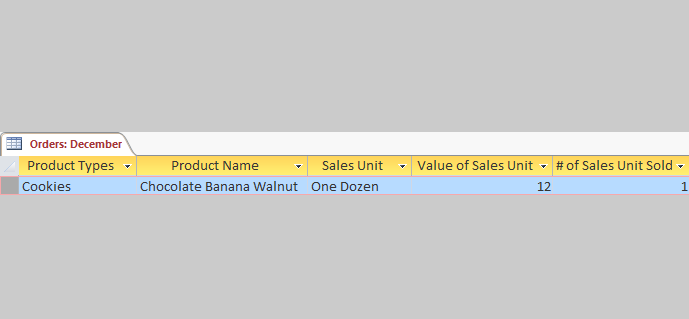 Orders: December
Product Types Product Name Sales Unit Value of Sales Unit # of Sales Unit Sold
Cookies Chocolate Banana Walnut One Dozen 12 1